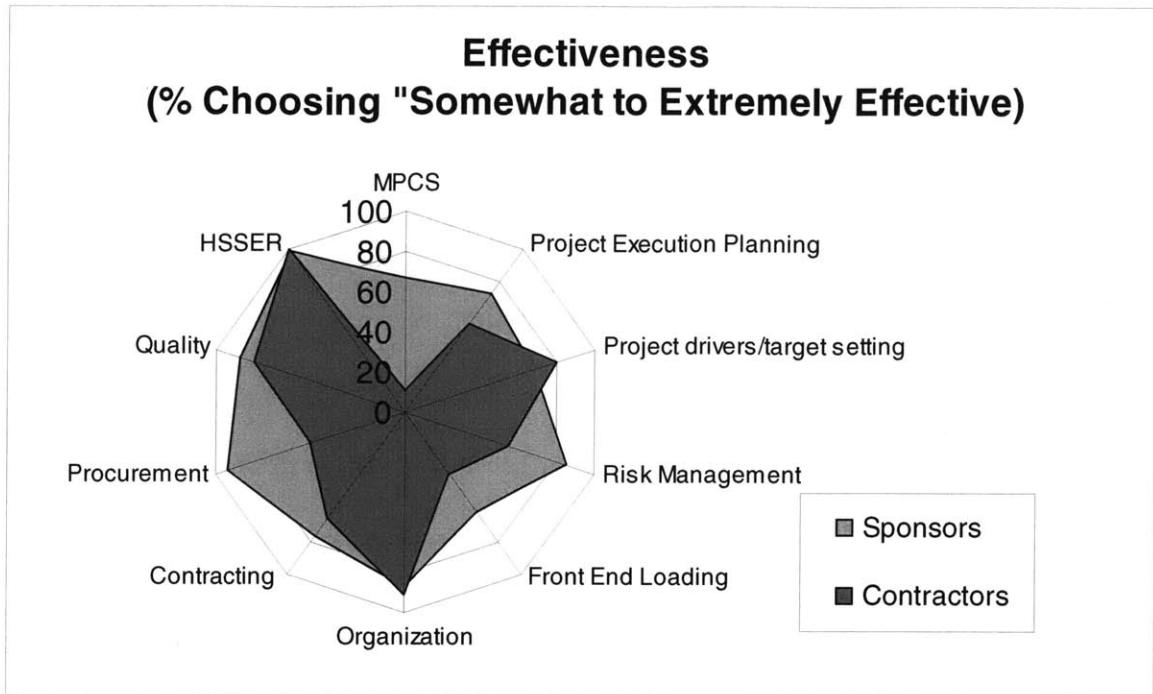 Effectiveness
(% Choosing "Somewhat to Extremely Effective)
MPCS
100
80
60
40
20
0
HSSER
Project Execution Planning
Quality
Project drivers/target setting
Procurement
Risk Management
Contracting
Front End Loading
Organization
Sponsors
Contractors